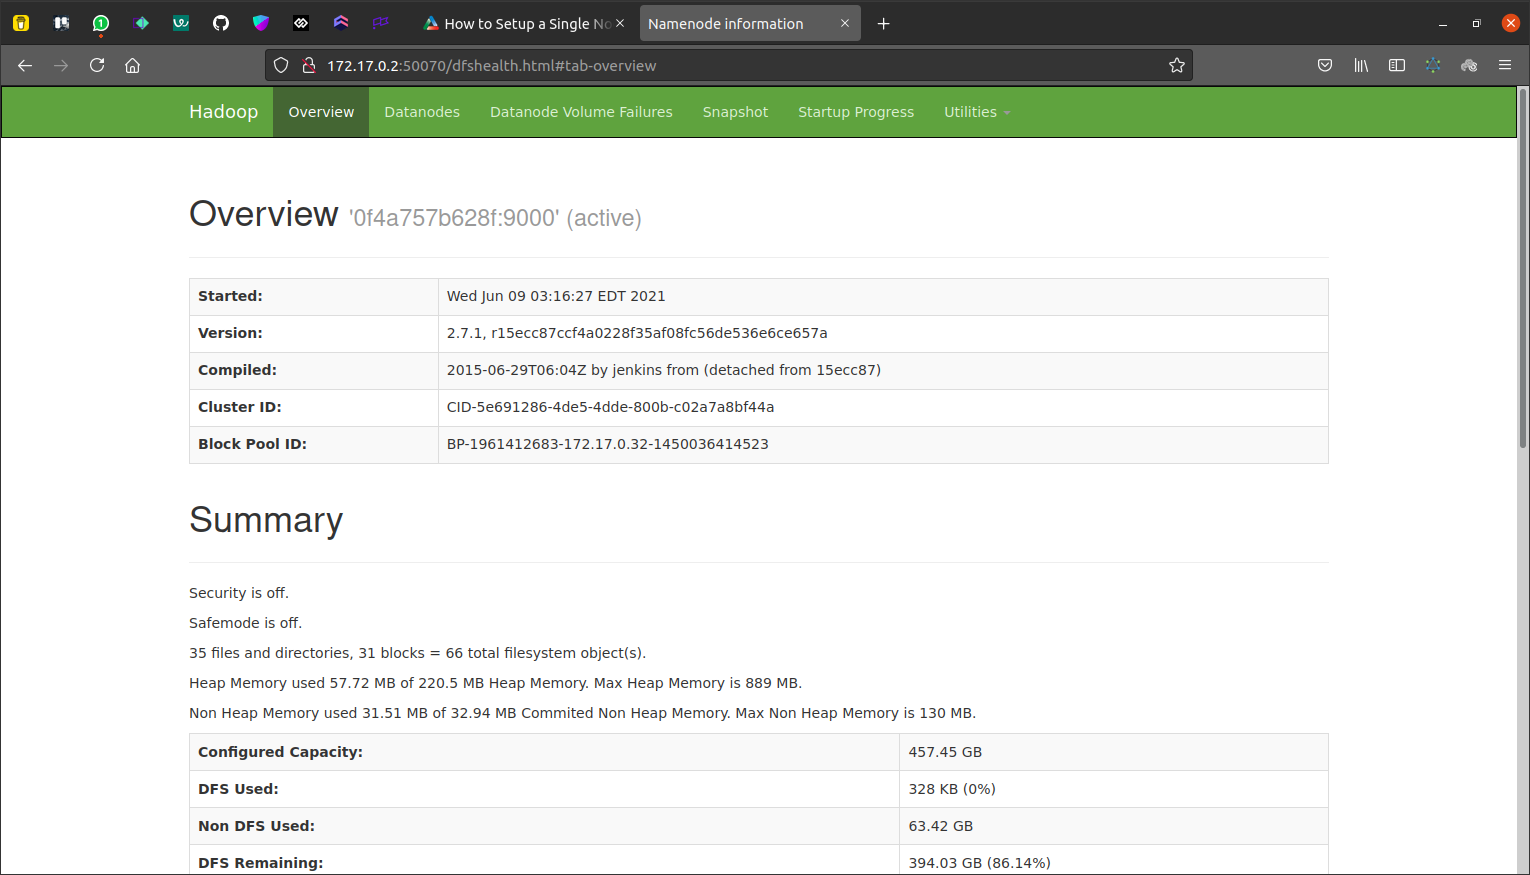 How to Setup a Single No
Namenode information
172.17.0.2:50070/dfshealth.html#tab-overview
Hadoop Overview Datanodes Datanode Volume Failures Snapshot Startup Progress Utilities
Overview '0f4a757b628f:9000' (active)
Started: Wed Jun 09 03:16:27 EDT 2021
Version: 2.7.1, r15ecc87ccf4a0228f35af08fc56de536e6ce657a
Compiled: 2015-06-29T06:04Z by jenkins from (detached from 15ecc87)
Cluster ID: CID-5e691286-4de5-4dde-800b-c02a7a8bf44a
Block Pool ID: BP-1961412683-172.17.0.32-1450036414523
Summary
Security is off.
Safemode is off.
35 files and directories, 31 blocks = 66 total filesystem object(s).
Heap Memory used 57.72 MB of 220.5 MB Heap Memory. Max Heap Memory is 889 MB.
Non Heap Memory used 31.51 MB of 32.94 MB Commited Non Heap Memory. Max Non Heap Memory is 130 MB.
Configured Capacity: 457.45 GB
DFS Used: 328 KB (0%)
Non DFS Used: 63.42 GB
DFS Remaining: 394.03 GB (86.14%)